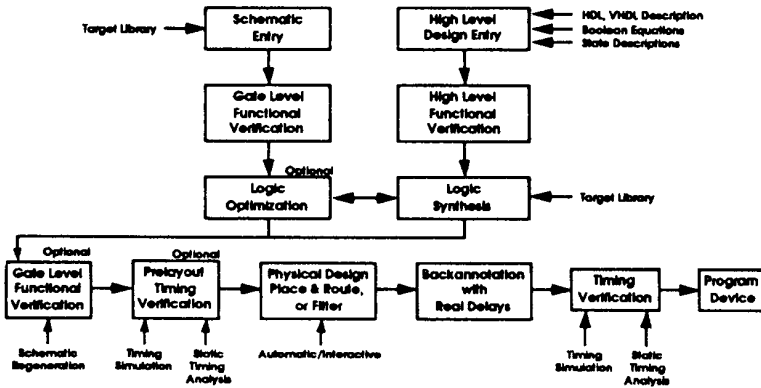 Target Library
Schematic
Entry
High Level
Design Entry
HDL, VHDL Description
Boolean Equations
State Descriptions
Gate Level
Functional
Verification
High Level
Functional
Verification
Optional
Logic
Optimization
Logic
Synthesis
Target Library
Optional
Gate Level
Functional
Verification
Optional
Prelayout
Timing
Verification
Physical Design
Place & Route,
or Fitter
Backannotation
with
Real Delays
Timing
Verification
Program
Device
Schematic
Regeneration
Timing
Simulation
Static
Timing
Analysis
Automatic/Interactive
Timing
Simulation
Static
Timing
Analysis